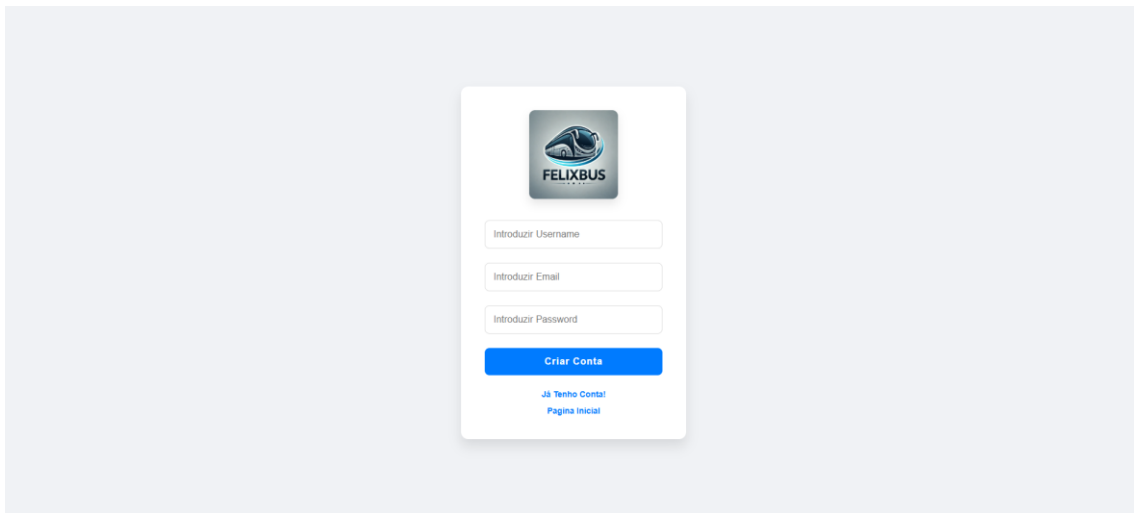 FELIXBUS
Introduzir Username
Introduzir Email
Introduzir Password
Criar Conta
Já Tenho Conta!
Pagina Inicial